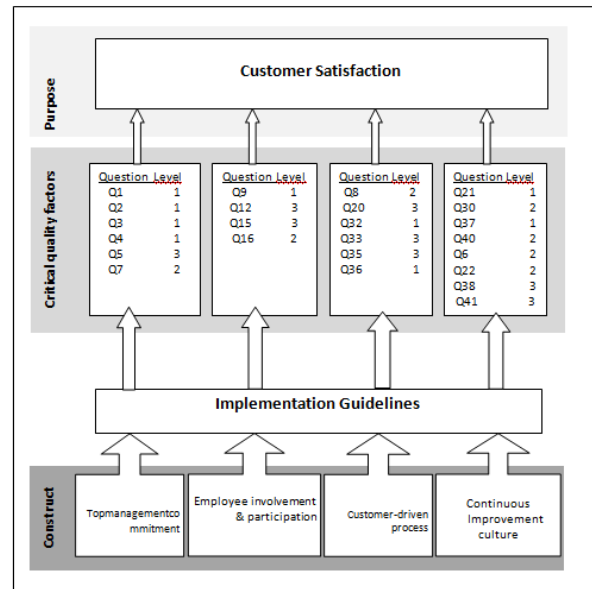 Purpose
Customer Satisfaction
Critical quality factors
Question Level
Q1 1
Q2 1
Q3 1
Q4 1
Q5 3
Q7 2
Question Level
Q9 1
Q12 3
Q15 3
Q16 2
Question Level
Q8 2
Q20 3
Q32 1
Q33 3
Q35 3
Q36 1
Question Level
Q21 1
Q30 2
Q37 1
Q40 2
Q6 2
Q22 2
Q38 3
Q41 3
Implementation Guidelines
Construct
Topmanagementco
mmitment
Employee involvement
& participation
Customer-driven
process
Continuous
Improvement
culture